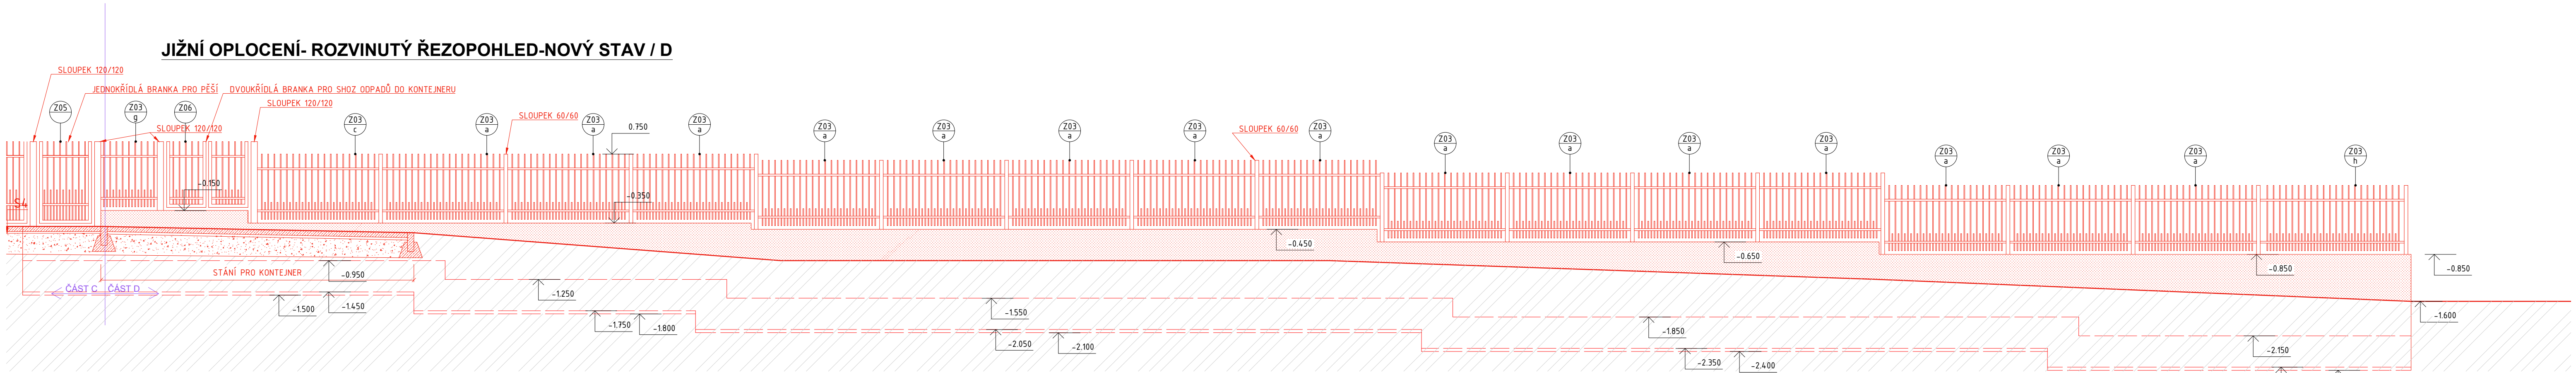 JIŽNÍ OPLOCENÍ- ROZVINUTÝ ŘEZOPOHLED-NOVÝ STAV / D
SLOUPEK 120/120
JEDNOKŘÍDLÁ BRANKA PRO PĚŠÍ
DVOUKŘÍDLÁ BRANKA PRO SHOZ ODPADŮ DO KONTEJNERU
SLOUPEK 120/120
SLOUPEK 120/120
SLOUPEK 60/60
SLOUPEK 60/60
Z05
Z03
g
Z06
Z03
c
Z03
a
Z03
a
Z03
a
Z03
a
Z03
a
Z03
a
Z03
a
Z03
a
Z03
a
Z03
a
Z03
a
Z03
a
Z03
a
Z03
a
Z03
a
Z03
h
0.750
-0.150
-0.350
S4
-0.450
-0.650
-0.850
-0.850
STÁNÍ PRO KONTEJNER
-0.950
ČÁST C
ČÁST D
-1.250
-1.500
-1.450
-1.550
-1.600
-1.750
-1.800
-1.850
-2.050
-2.100
-2.150
-2.350
-2.400